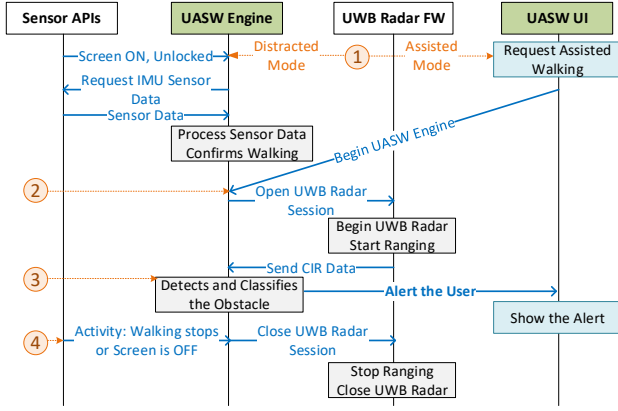 Sensor APIs
UASW Engine
UWB Radar FW
UASW UI
Screen ON, Unlocked
Distracted
Mode
1
Assisted
Mode
Request Assisted
Walking
Request IMU Sensor
Data
Sensor Data
Process Sensor Data
Confirms Walking
Begin UASW Engine
2
Open UWB Radar
Session
Begin UWB Radar
Start Ranging
Send CIR Data
3
Detects and Classifies
the Obstacle
Alert the User
Show the Alert
4
Activity: Walking stops
or Screen is OFF
Close UWB Radar
Session
Stop Ranging
Close UWB Radar